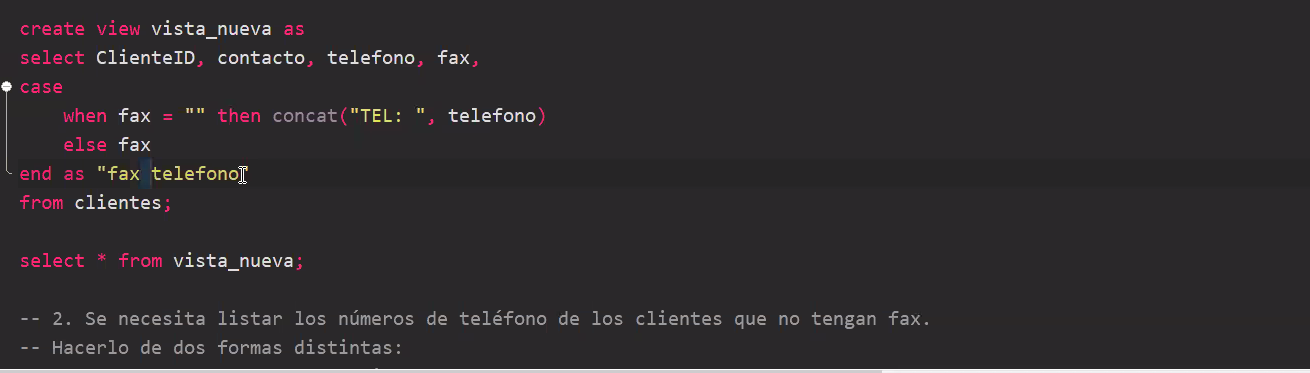 create view vista_nueva as
select ClienteID, contacto, telefono, fax,
case
when fax = "" then concat("TEL: ", telefono)
else fax
end as "fax telefono"
from clientes;
select * from vista_nueva;
-- 2. Se necesita listar los números de teléfono de los clientes que no tengan fax.
-- Hacerlo de dos formas distintas: